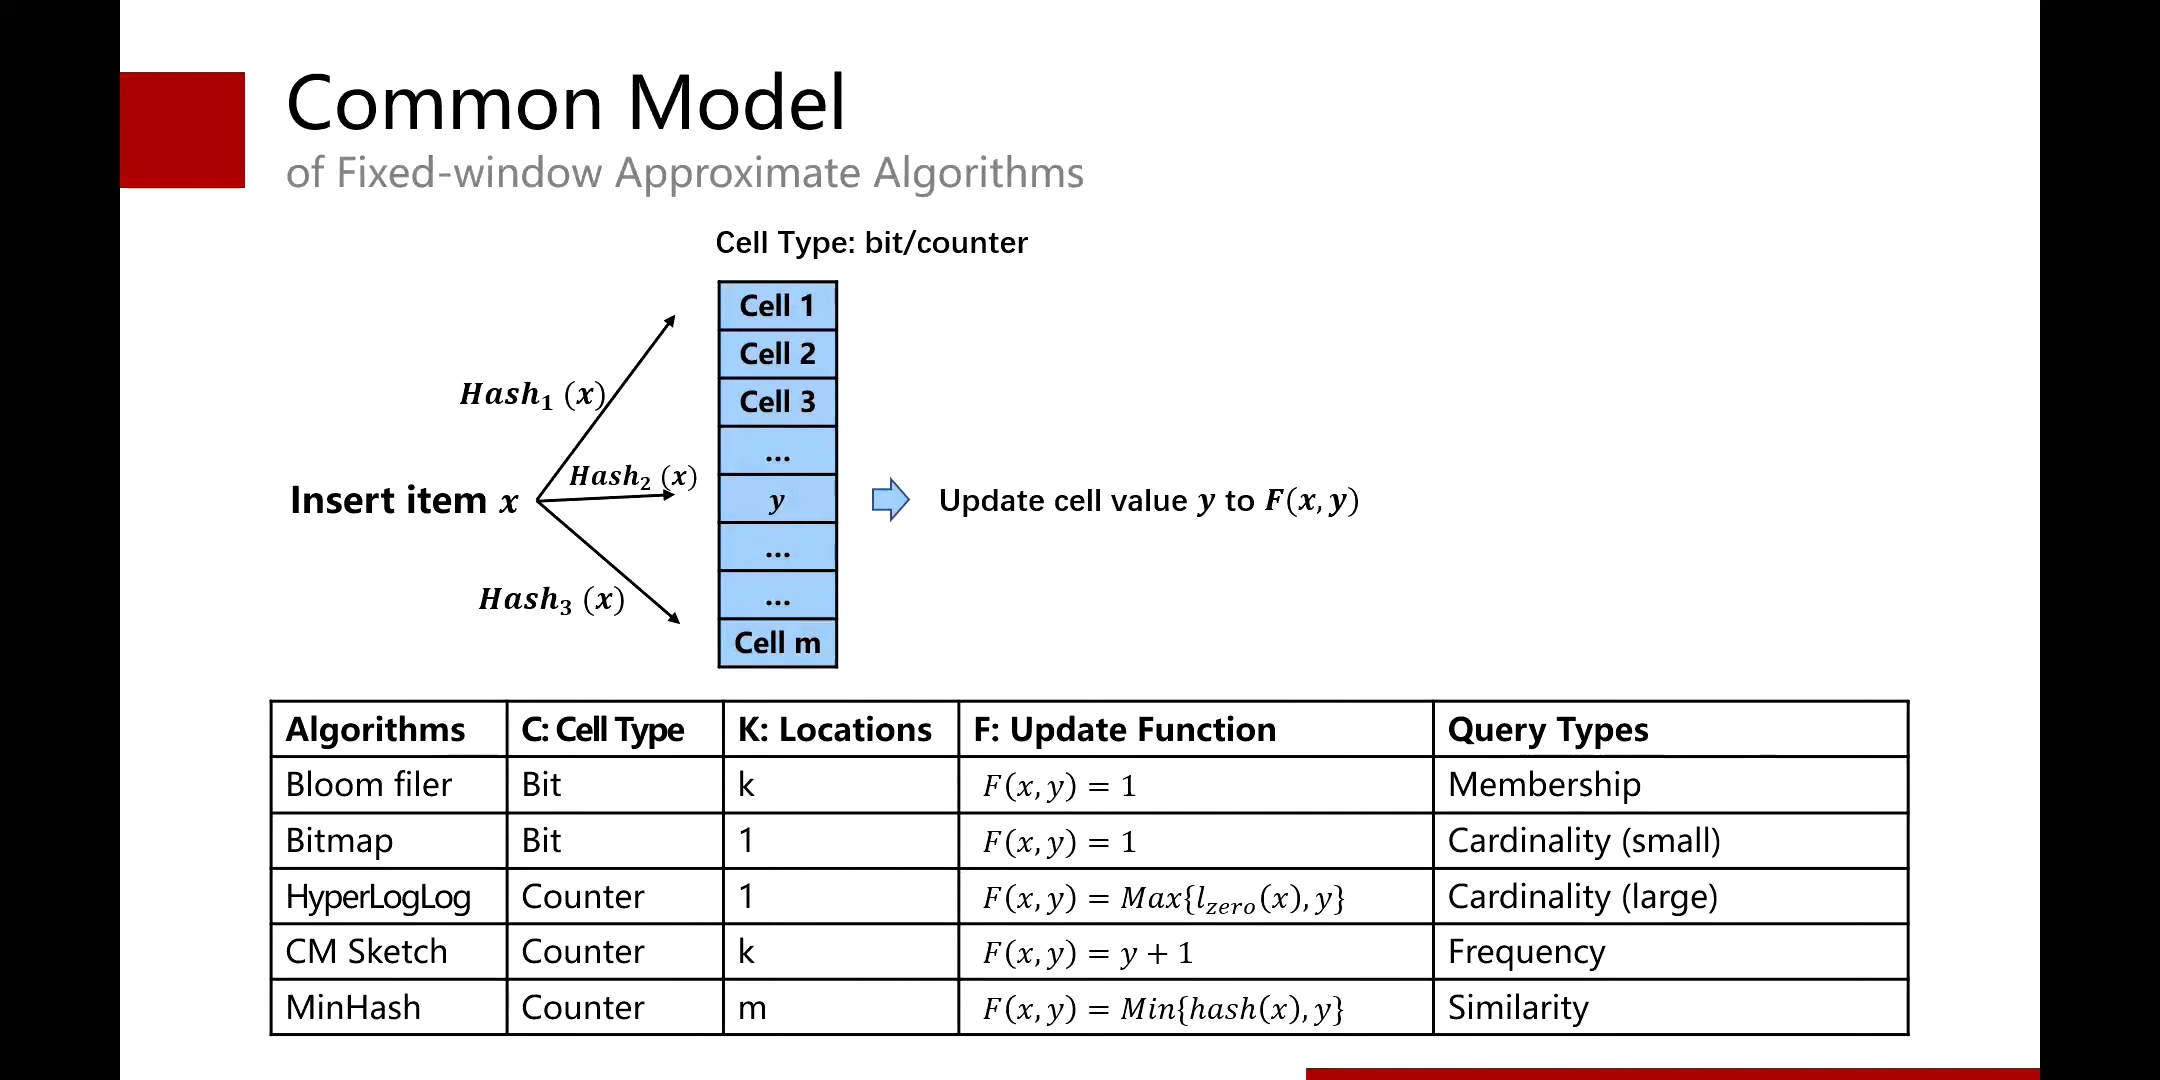 Common Model
of Fixed-window Approximate Algorithms
Cell Type: bit/counter
Cell 1
Cell 2
Cell 3
...
y
...
...
Cell m
Hash₁ (x)
Hash₂ (x)
Hash₃ (x)
Insert item x
Update cell value y to F(x, y)
Algorithms C: Cell Type K: Locations F: Update Function Query Types
Bloom filer Bit k F(x, y) = 1 Membership
Bitmap Bit 1 F(x, y) = 1 Cardinality (small)
HyperLogLog Counter 1 F(x, y) = Max{l_zero(x), y} Cardinality (large)
CM Sketch Counter k F(x, y) = y + 1 Frequency
MinHash Counter m F(x, y) = Min{hash(x), y} Similarity